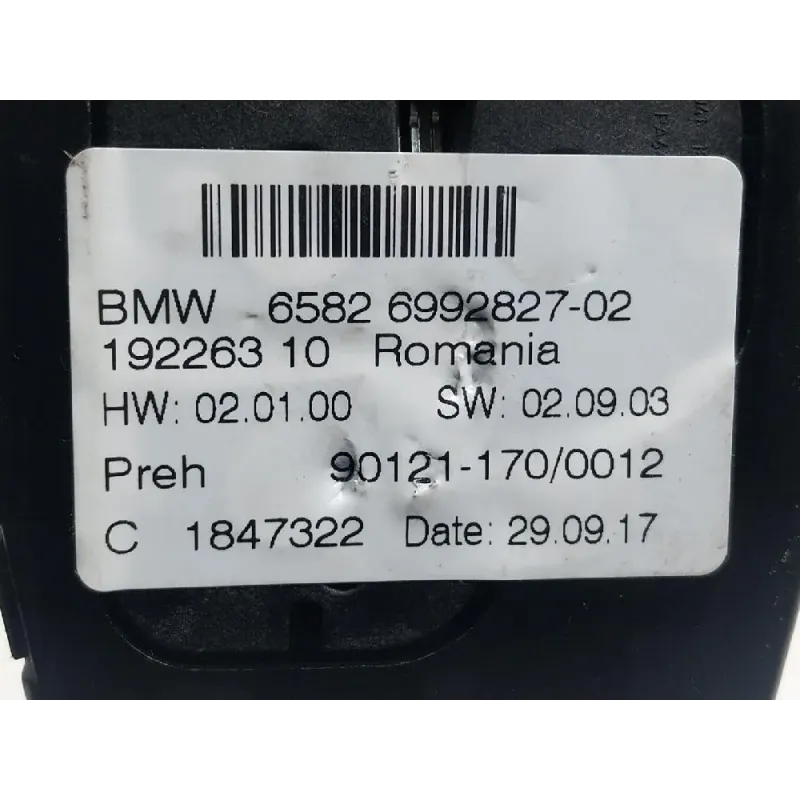 BMW 6582 6992827-02
192263 10 Romania
HW: 02.01.00 SW: 02.09.03
Preh 90121-170/0012
C 1847322 Date: 29.09.17